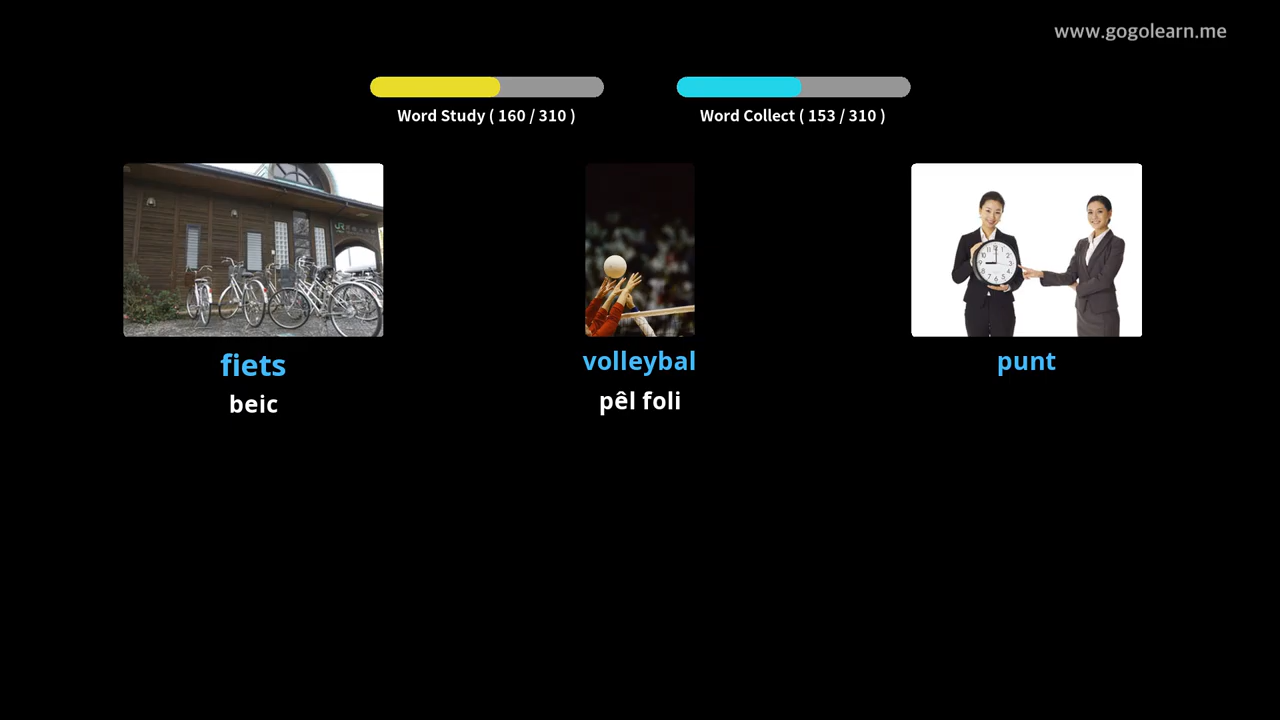 www.gogolearn.me
Word Study ( 160 / 310 )
Word Collect ( 153 / 310 )
fiets
volleybal
punt
beic
pêl foli